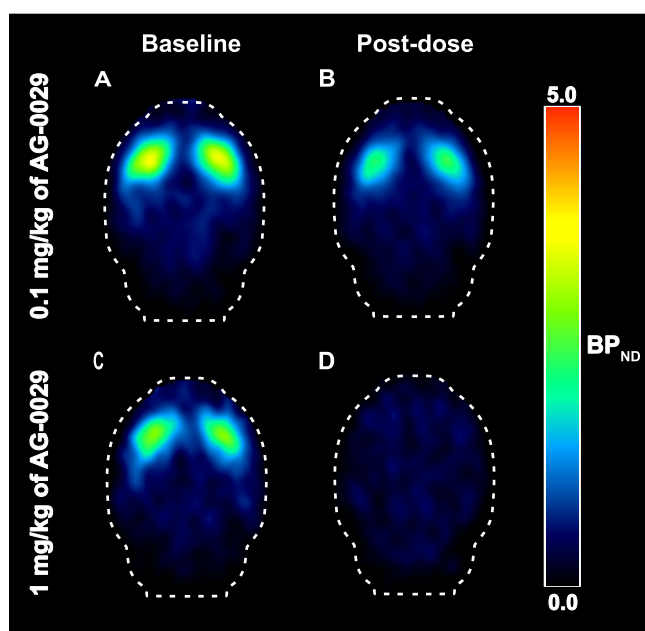 Baseline
Post-dose
A
B
0.1 mg/kg of AG-0029
5.0
BP_ND
C
D
1 mg/kg of AG-0029
0.0